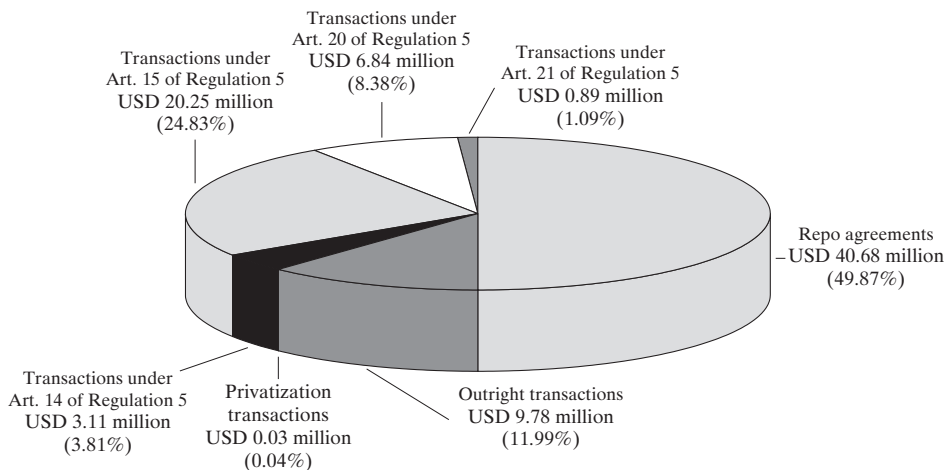 Transactions under
Art. 20 of Regulation 5
USD 6.84 million
(8.38%)
Transactions under
Art. 21 of Regulation 5
USD 0.89 million
(1.09%)
Transactions under
Art. 15 of Regulation 5
USD 20.25 million
(24.83%)
Repo agreements
USD 40.68 million
(49.87%)
Transactions under
Art. 14 of Regulation 5
USD 3.11 million
(3.81%)
Privatization
transactions
USD 0.03 million
(0.04%)
Outright transactions
USD 9.78 million
(11.99%)